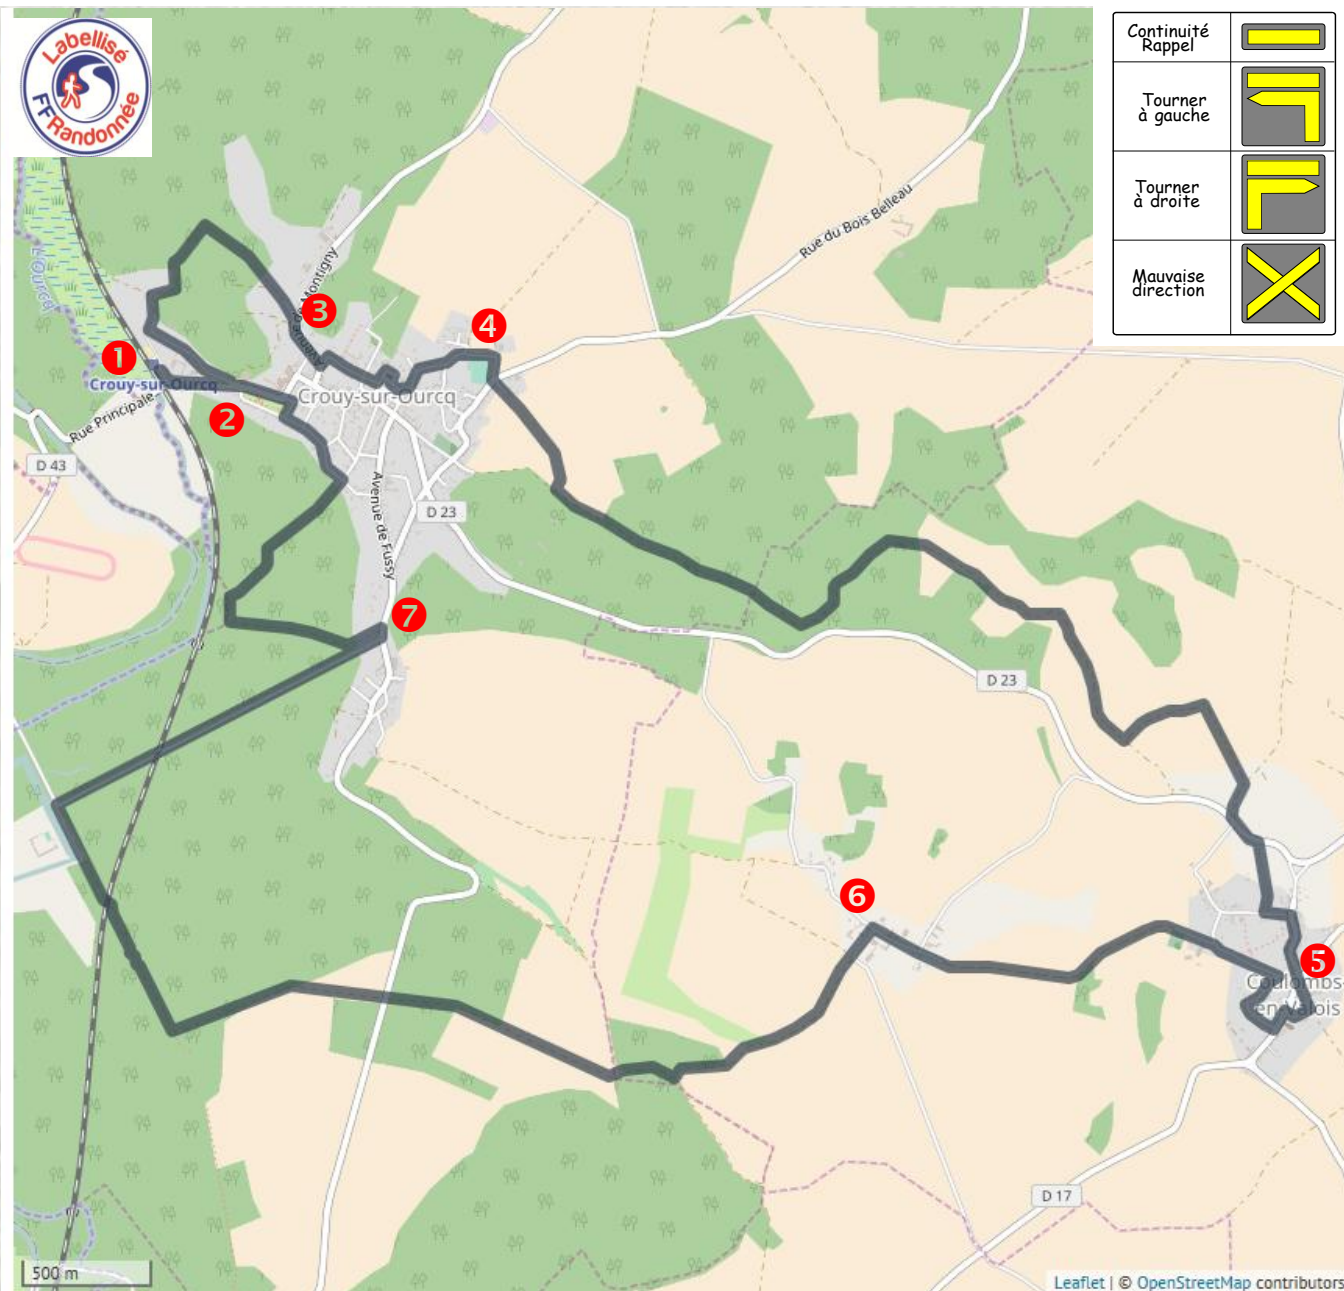 Labellisé
FFRandonnée
Continuité
Rappel
Tourner
à gauche
Tourner
à droite
Mauvaise
direction
L'Ourcq
Rue du Bois Belleau
de Montigny
3
4
1
Crouy-sur-Ourcq
Crouy-sur-Ourcq
Rue Principale
2
D 43
Avenue de Fussy
D 23
7
D 23
6
5
Coulombs-
en-Valois
D 17
500 m
Leaflet | © OpenStreetMap contributors